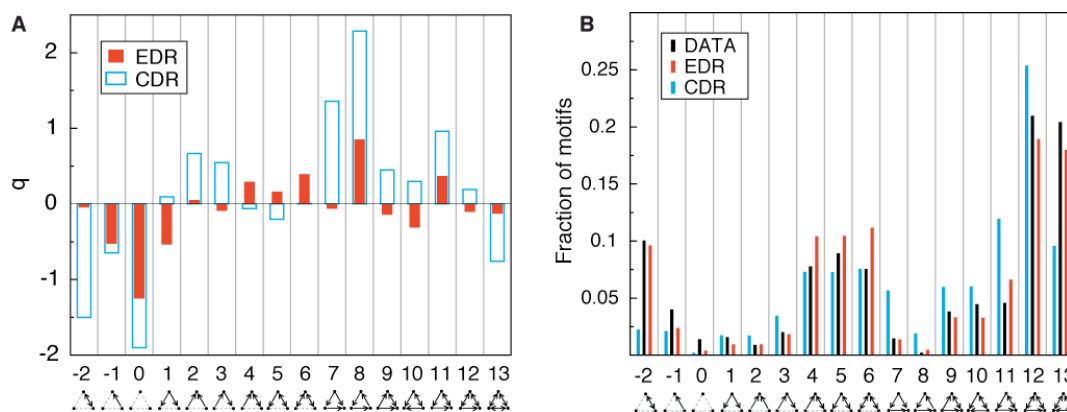 A
EDR
CDR
q
2
1
0
-1
-2
-2 -1 0 1 2 3 4 5 6 7 8 9 10 11 12 13
B
DATA
EDR
CDR
Fraction of motifs
0.25
0.2
0.15
0.1
0.05
-2 -1 0 1 2 3 4 5 6 7 8 9 10 11 12 13